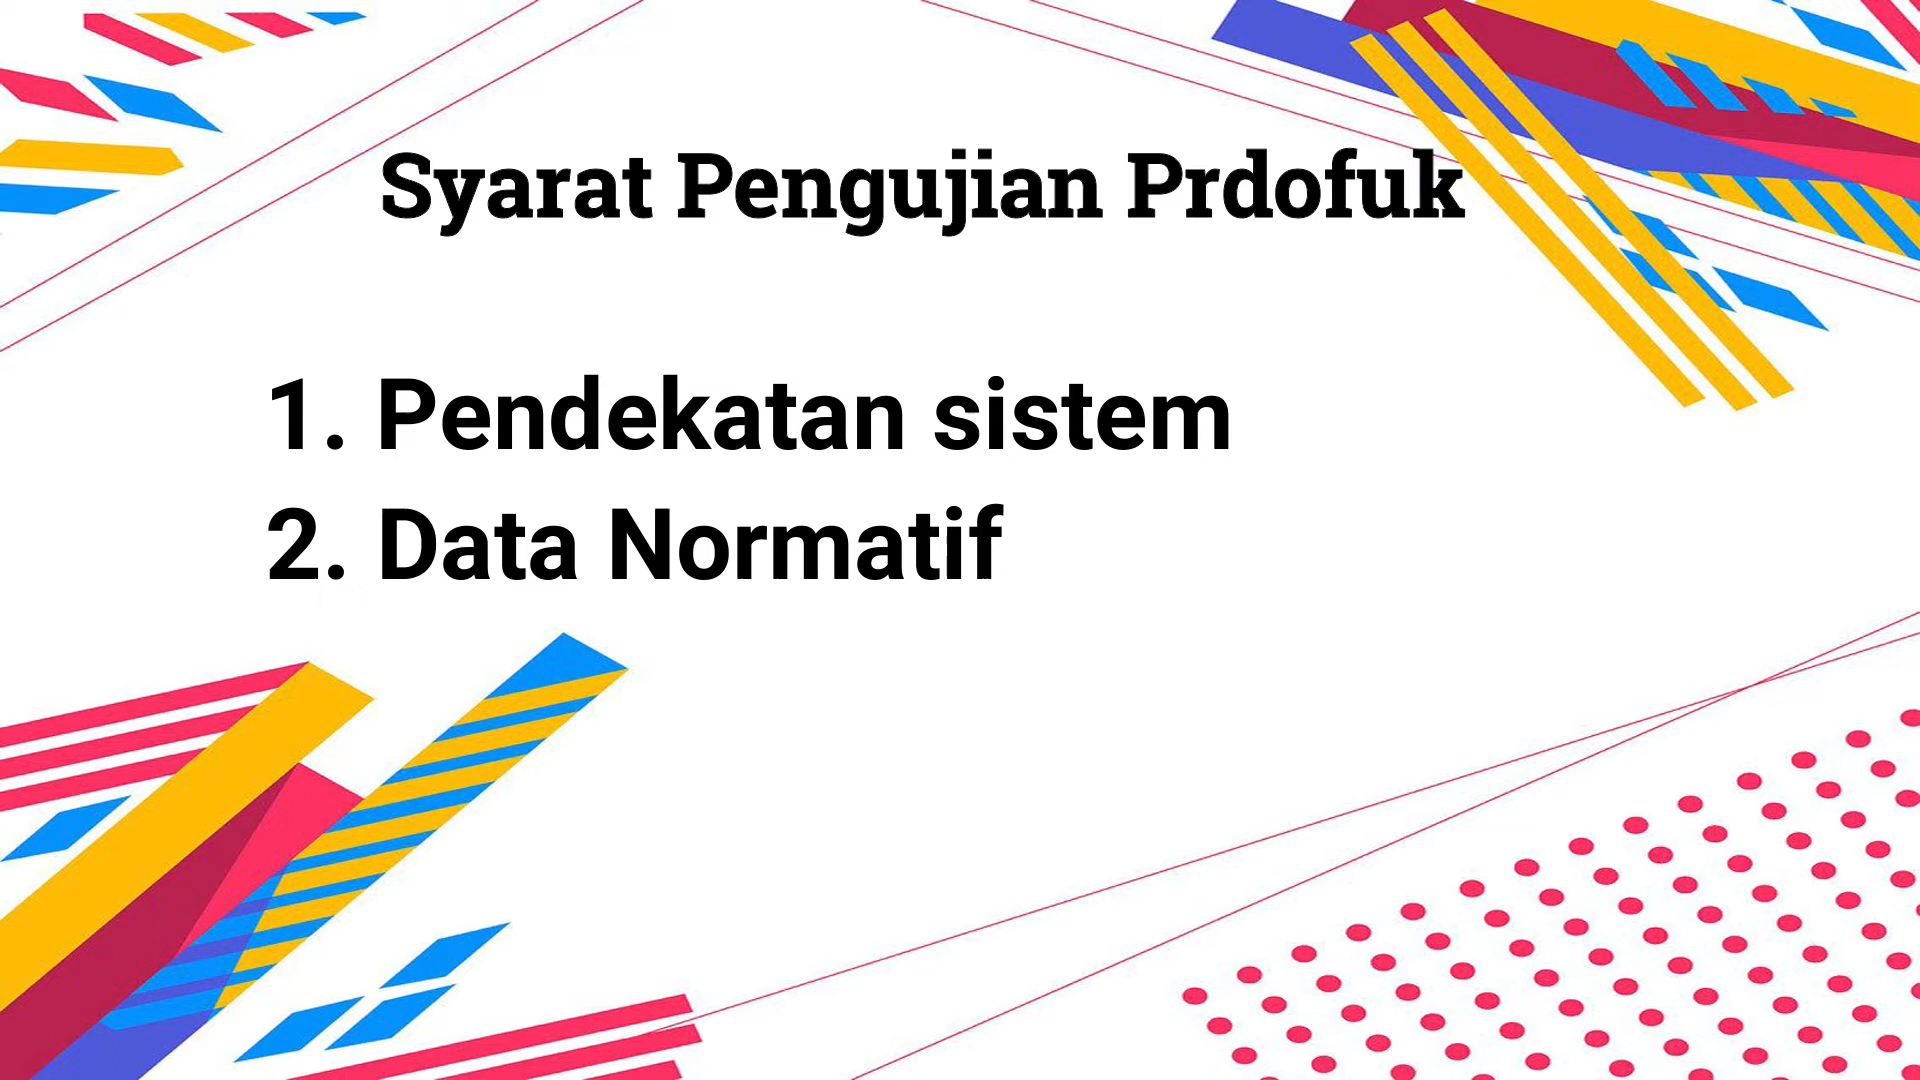 Syarat Pengujian Prdofuk
1. Pendekatan sistem
2. Data Normatif